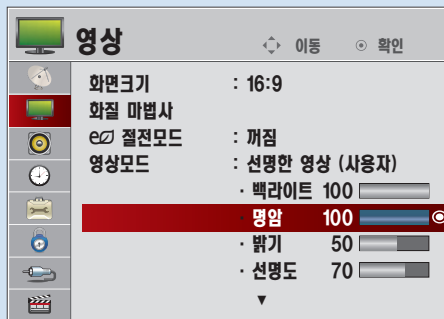 영상
이동 ⊙ 확인
화면크기 : 16:9
화질 마법사
e 절전모드 : 꺼짐
영상모드 : 선명한 영상 (사용자)
· 백라이트 100
· 명암 100
· 밝기 50
· 선명도 70
▼